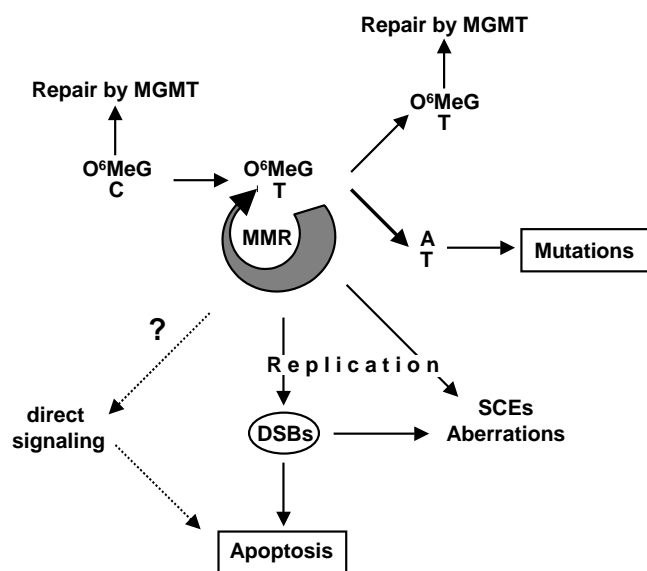 Repair by MGMT
Repair by MGMT
O⁶MeG
T
O⁶MeG
C
O⁶MeG
T
MMR
A
T
Mutations
?
Replication
direct
signaling
DSBs
SCEs
Aberrations
Apoptosis